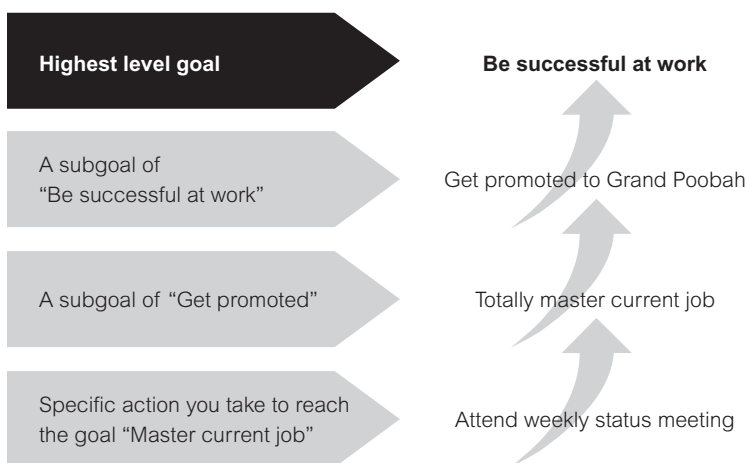 Highest level goal
Be successful at work
A subgoal of
“Be successful at work”
Get promoted to Grand Poobah
A subgoal of “Get promoted”
Totally master current job
Specific action you take to reach
the goal “Master current job”
Attend weekly status meeting